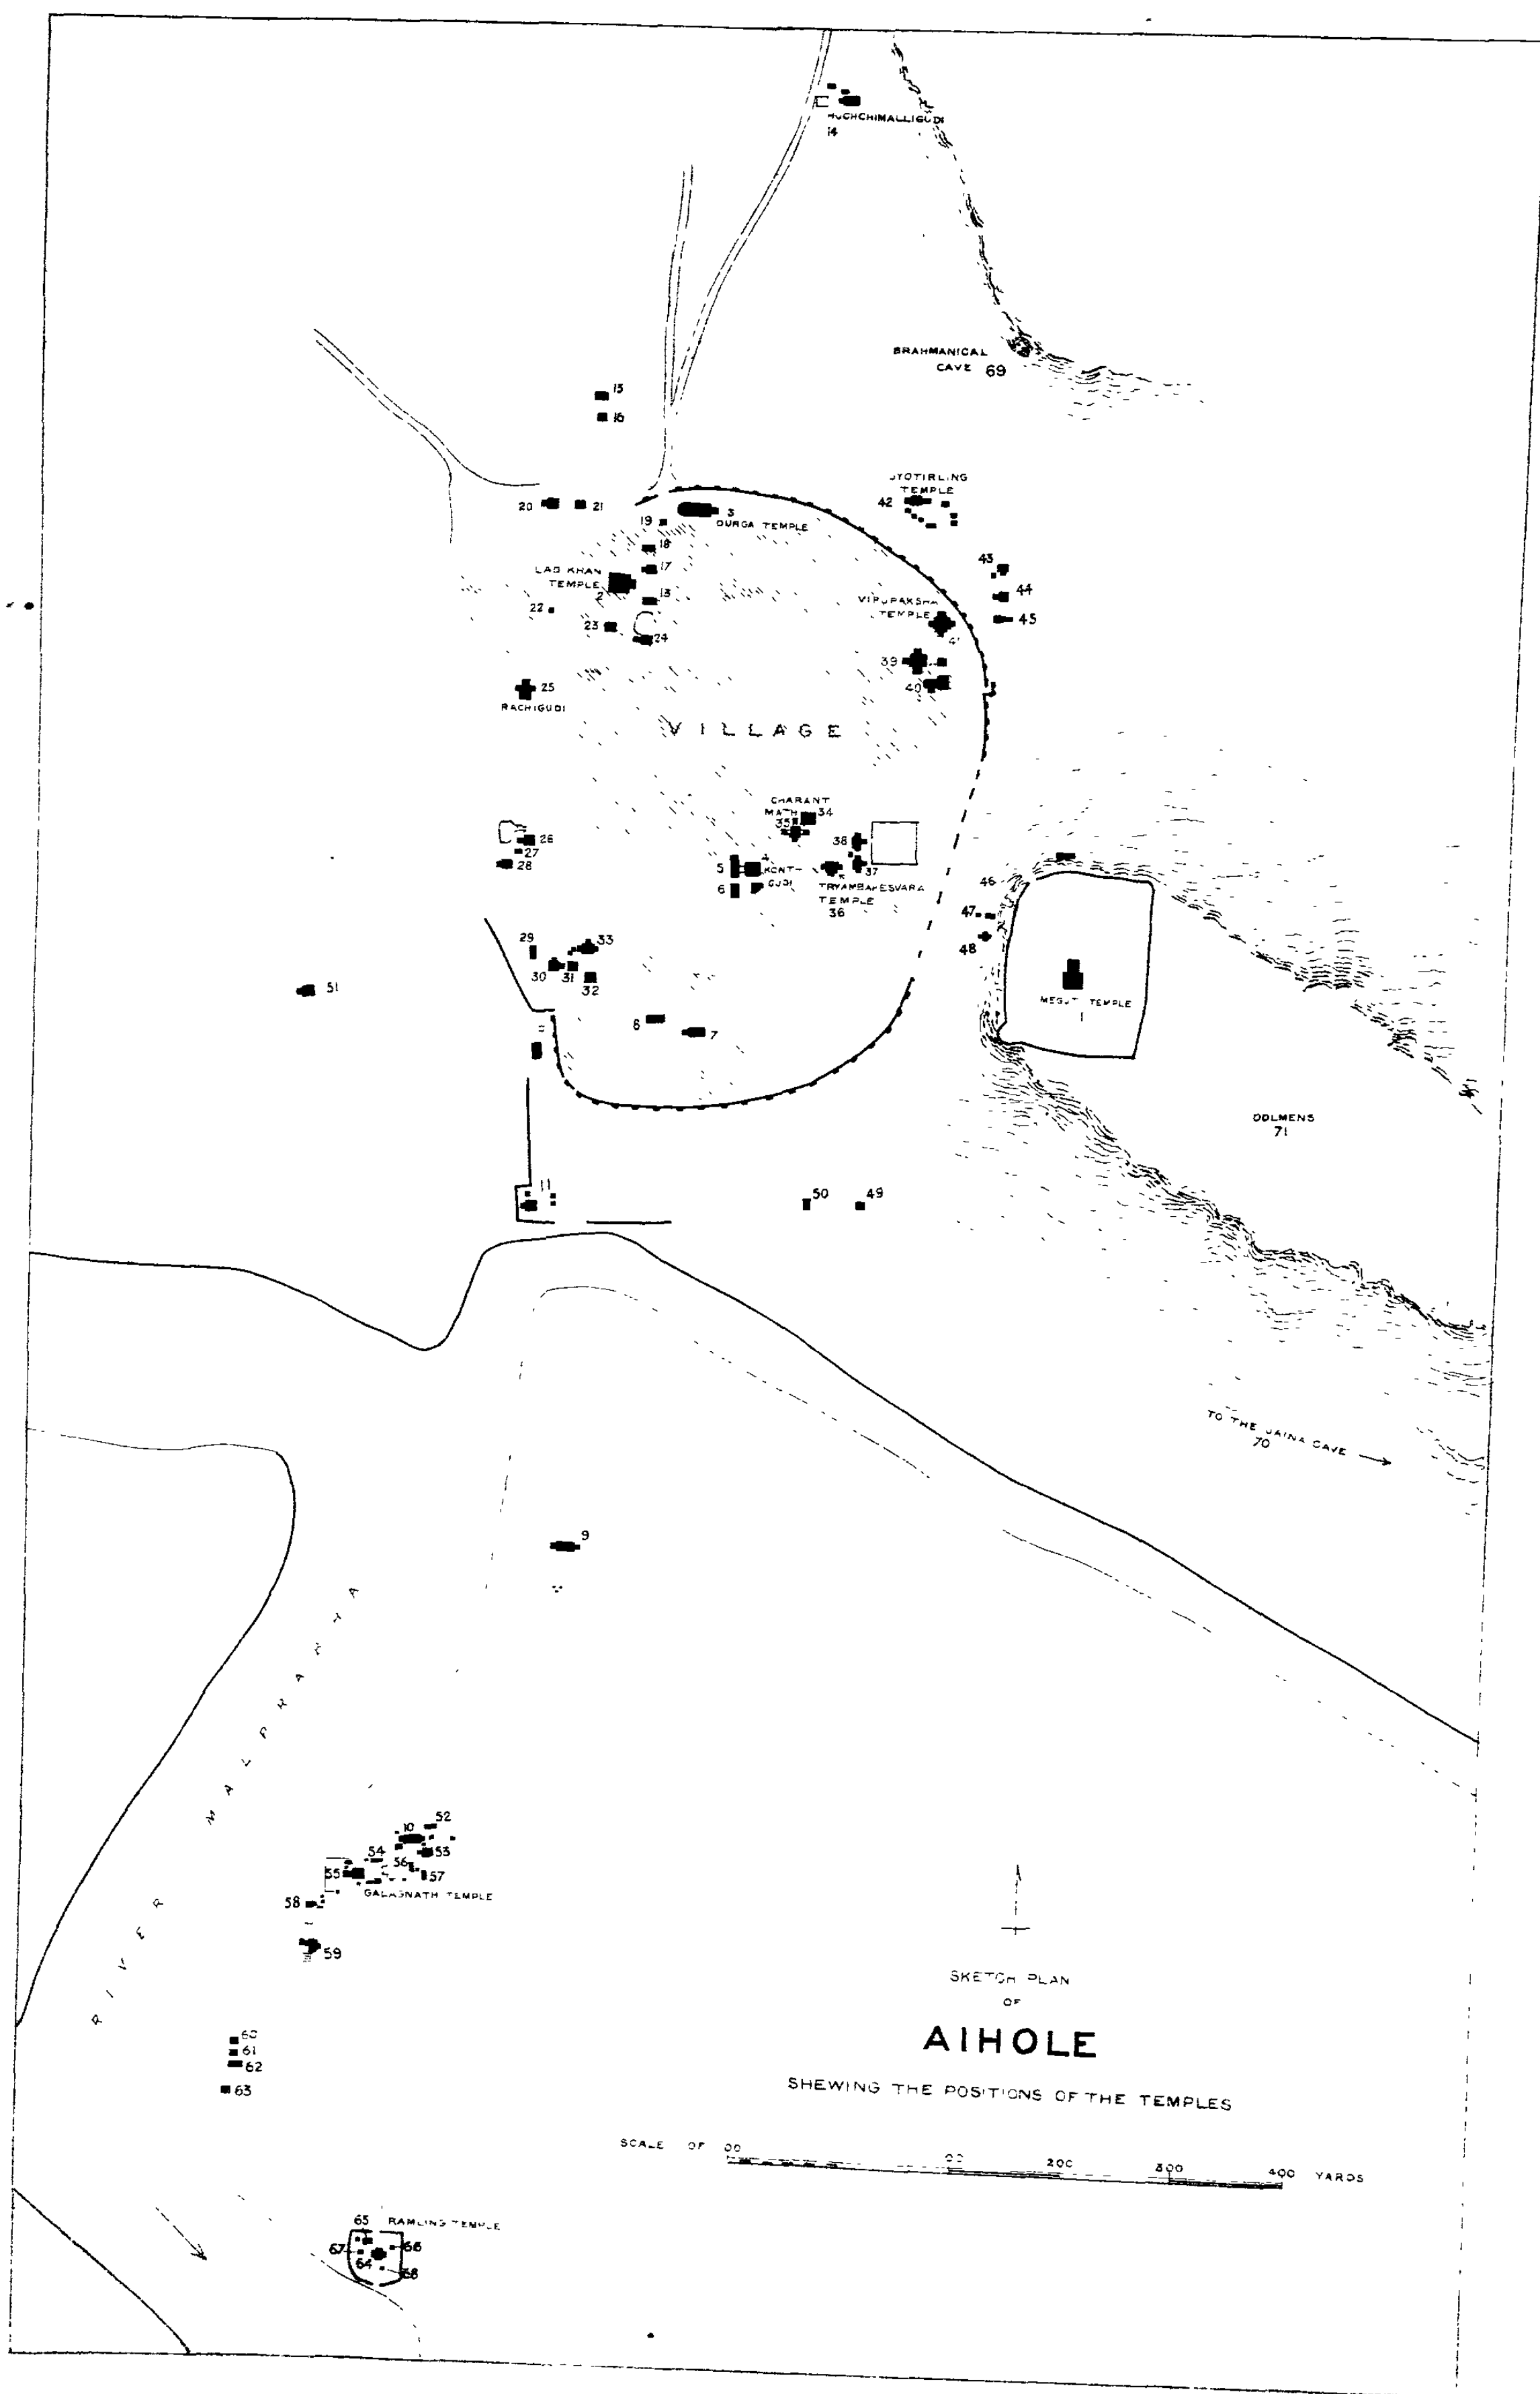 HUCHCHIMALLIGUDI
14
BRAHMANICAL
CAVE 69
15
16
JYOTIRLING
TEMPLE
42
20
21
19
3
DURGA TEMPLE
18
17
LAD KHAN
TEMPLE
2
13
43
44
45
22
23
24
VIRUPAKSHA
TEMPLE
41
39
40
25
RACHIGUDI
VILLAGE
CHARANT
MATH
34
35
38
37
26
27
28
4
5
KONT-
GUDI
6
TRYAMBAKESVARA
TEMPLE
36
46
47
48
29
33
30
31
32
51
MEGUTI TEMPLE
1
8
7
DOLMENS
71
11
50
49
TO THE JAINA CAVE
70
9
RIVER MALPRAHTA
52
10
53
54
56
55
57
GALAGNATH TEMPLE
58
59
60
61
62
63
SKETCH PLAN
OF
AIHOLE
SHEWING THE POSITIONS OF THE TEMPLES
SCALE OF
200
300
400 YARDS
65 RAMLING TEMPLE
67
66
64
68